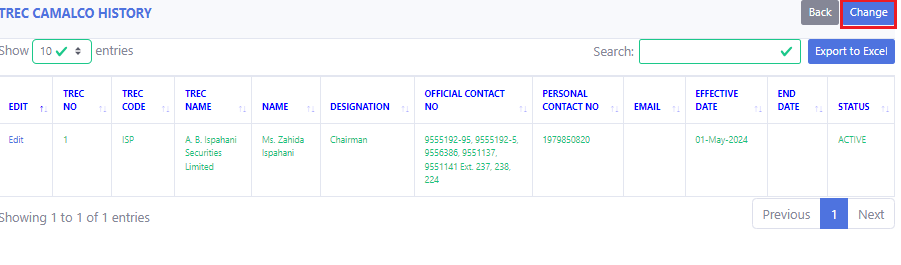 TREC CAMALCO HISTORY
Back
Change
Show 10 entries
Search:
Export to Excel
EDIT
TREC NO
TREC CODE
TREC NAME
NAME
DESIGNATION
OFFICIAL CONTACT NO
PERSONAL CONTACT NO
EMAIL
EFFECTIVE DATE
END DATE
STATUS
Edit
1
ISP
A. B. Ispahani
Securities
Limited
Ms. Zahida
Ispahani
Chairman
9555192-95, 9555192-5,
9556386, 9551137,
9551141 Ext. 237, 238,
224
1979850820
01-May-2024
ACTIVE
Showing 1 to 1 of 1 entries
Previous
1
Next